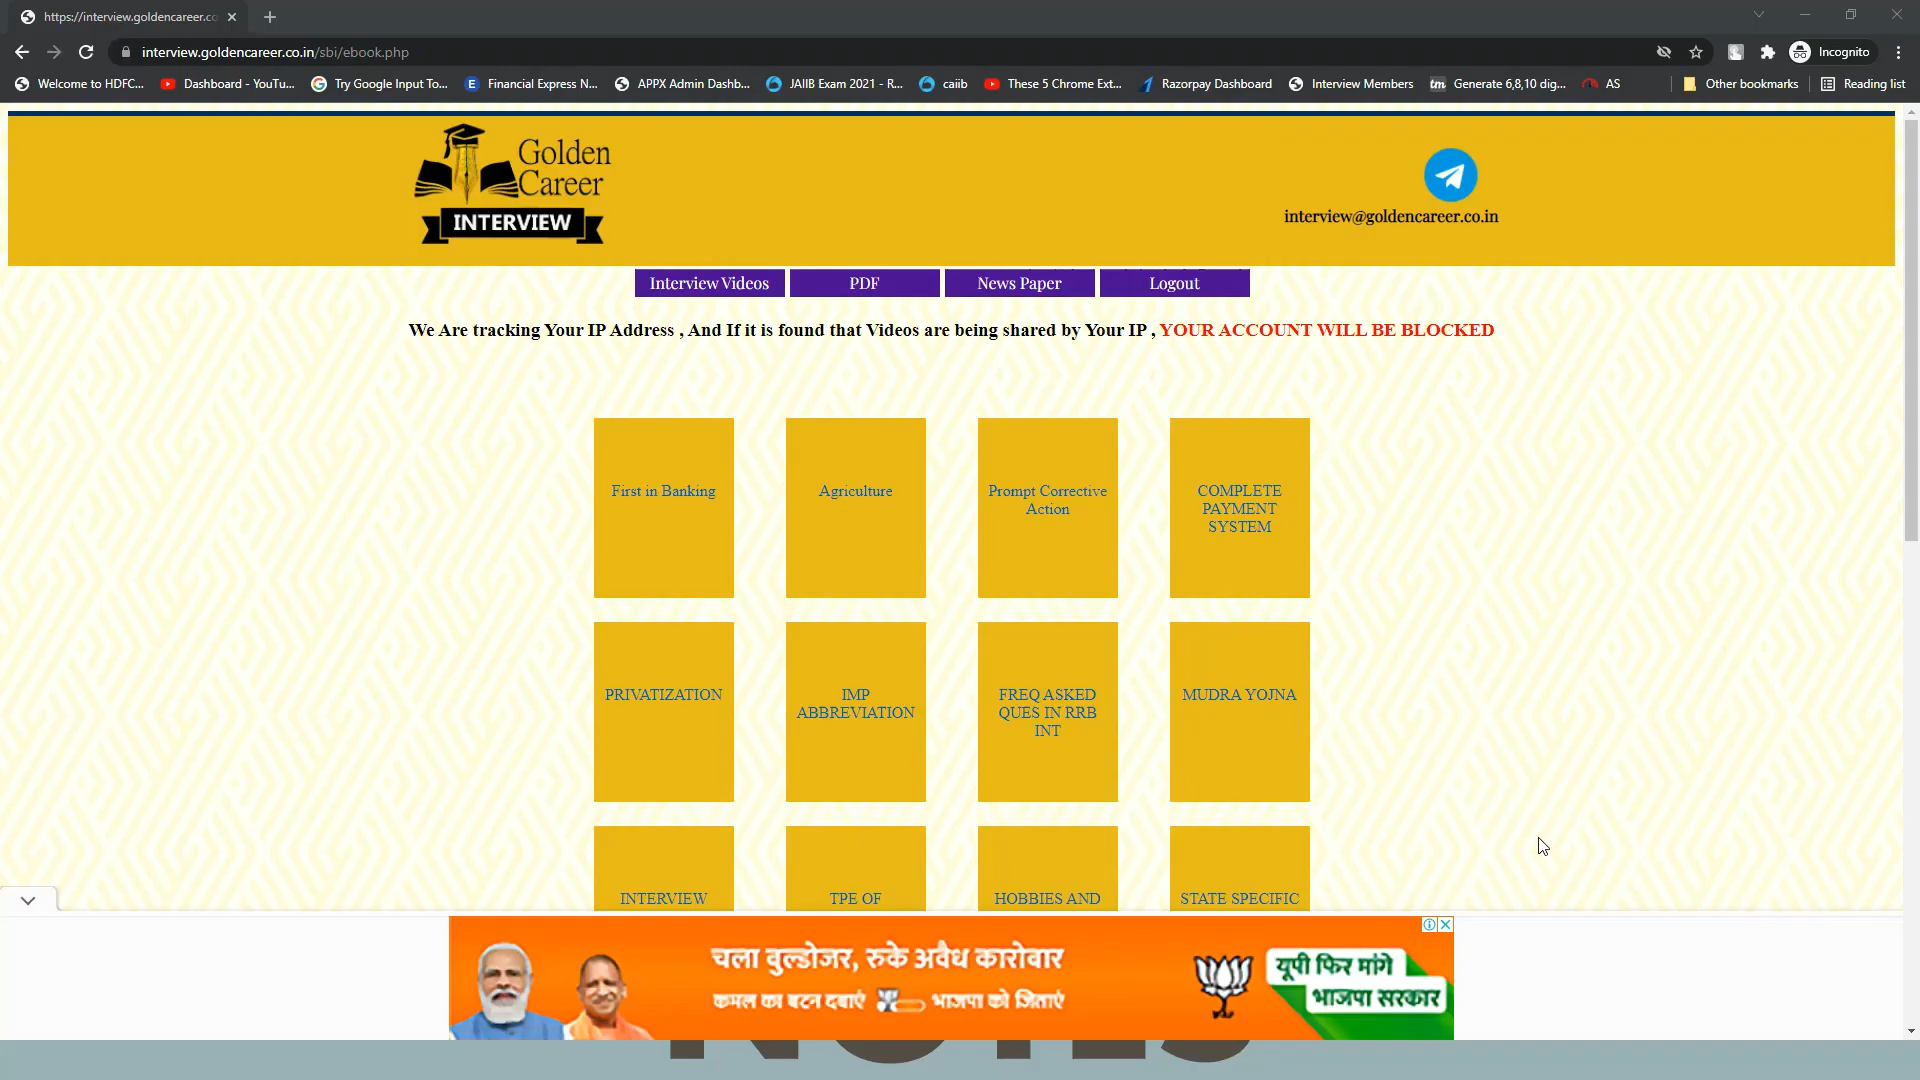 https://interview.goldencareer.co
interview.goldencareer.co.in/sbi/ebook.php
Incognito
Welcome to HDFC...
Dashboard - YouTu...
Try Google Input To...
Financial Express N...
APPX Admin Dashb...
JAIIB Exam 2021 - R...
caiib
These 5 Chrome Ext...
Razorpay Dashboard
Interview Members
tm
Generate 6,8,10 dig...
AS
Other bookmarks
Reading list
Golden
Career
INTERVIEW
interview@goldencareer.co.in
Interview Videos
PDF
News Paper
Logout
We Are tracking Your IP Address , And If it is found that Videos are being shared by Your IP , YOUR ACCOUNT WILL BE BLOCKED
First in Banking
Agriculture
Prompt Corrective
Action
COMPLETE
PAYMENT
SYSTEM
PRIVATIZATION
IMP
ABBREVIATION
FREQ ASKED
QUES IN RRB
INT
MUDRA YOJNA
INTERVIEW
TPE OF
HOBBIES AND
STATE SPECIFIC
चला बुल्डोजर, रुके अवैध कारोबार
कमल का बटन दबाएं भाजपा को जिताएं
यूपी फिर मांगे
भाजपा सरकार